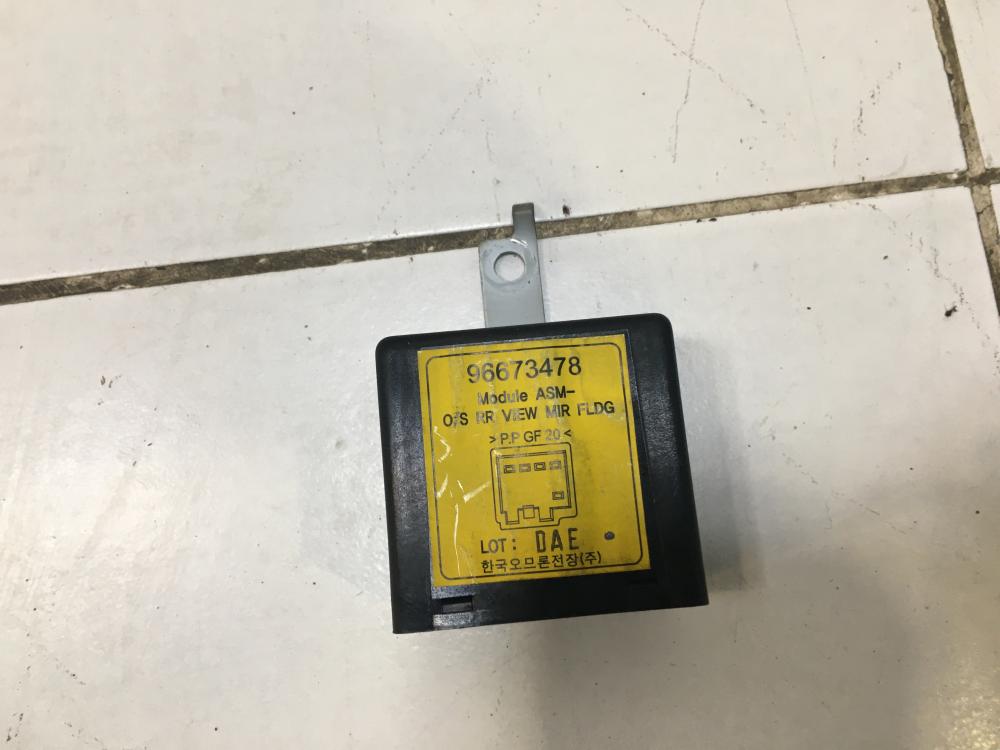 96673478
Module ASM-
O/S RR VIEW MIR FLDG
>P.P GF 20<
LOT: DAE
한국오므론전장(주)